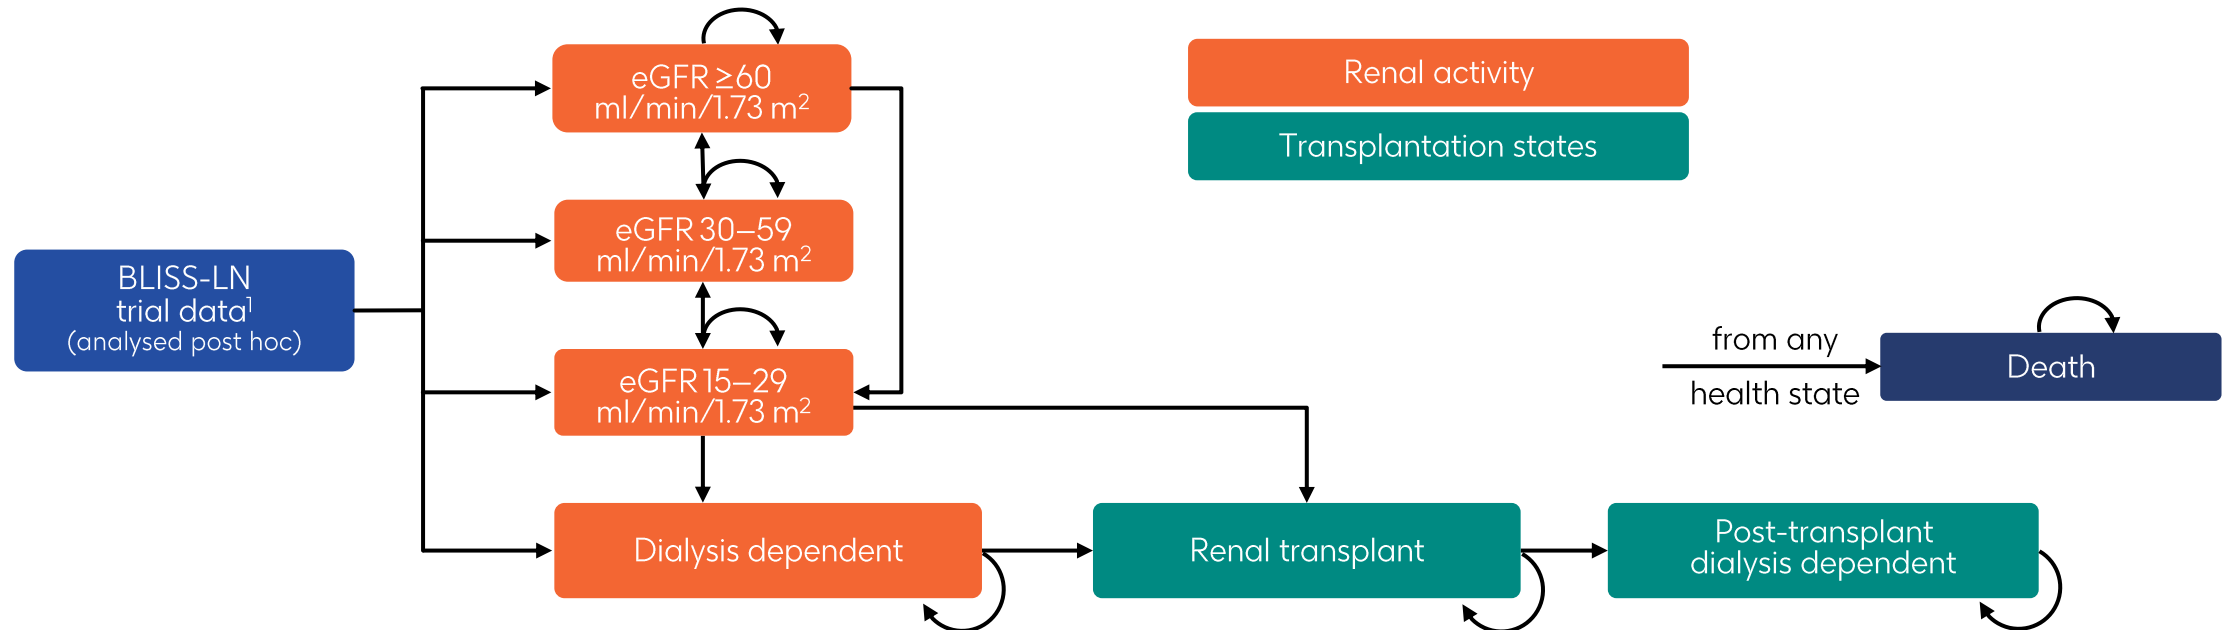 eGFR ≥60
ml/min/1.73 m²
Renal activity
Transplantation states
eGFR 30–59
ml/min/1.73 m²
BLISS-LN
trial data¹
(analysed post hoc)
eGFR 15–29
ml/min/1.73 m²
from any
health state
Death
Dialysis dependent
Renal transplant
Post-transplant
dialysis dependent